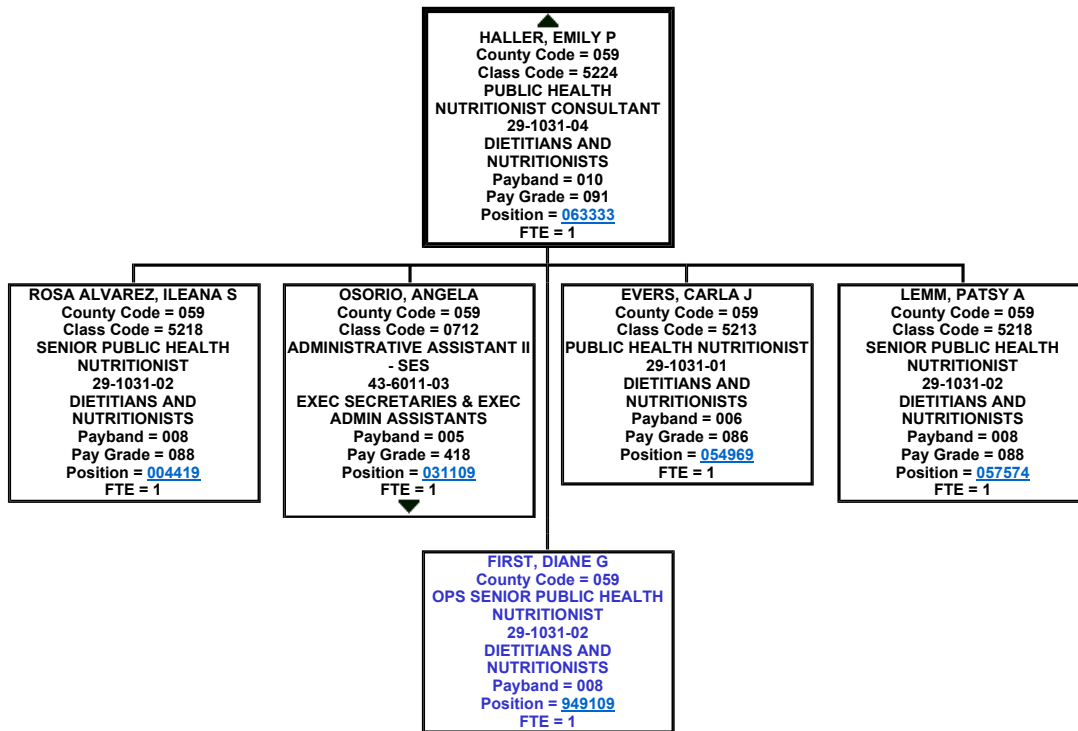 HALLER, EMILY P
County Code = 059
Class Code = 5224
PUBLIC HEALTH
NUTRITIONIST CONSULTANT
29-1031-04
DIETITIANS AND
NUTRITIONISTS
Payband = 010
Pay Grade = 091
Position = 063333
FTE = 1
ROSA ALVAREZ, ILEANA S
County Code = 059
Class Code = 5218
SENIOR PUBLIC HEALTH
NUTRITIONIST
29-1031-02
DIETITIANS AND
NUTRITIONISTS
Payband = 008
Pay Grade = 088
Position = 004419
FTE = 1
OSORIO, ANGELA
County Code = 059
Class Code = 0712
ADMINISTRATIVE ASSISTANT II
- SES
43-6011-03
EXEC SECRETARIES & EXEC
ADMIN ASSISTANTS
Payband = 005
Pay Grade = 418
Position = 031109
FTE = 1
EVERS, CARLA J
County Code = 059
Class Code = 5213
PUBLIC HEALTH NUTRITIONIST
29-1031-01
DIETITIANS AND
NUTRITIONISTS
Payband = 006
Pay Grade = 086
Position = 054969
FTE = 1
LEMM, PATSY A
County Code = 059
Class Code = 5218
SENIOR PUBLIC HEALTH
NUTRITIONIST
29-1031-02
DIETITIANS AND
NUTRITIONISTS
Payband = 008
Pay Grade = 088
Position = 057574
FTE = 1
FIRST, DIANE G
County Code = 059
OPS SENIOR PUBLIC HEALTH
NUTRITIONIST
29-1031-02
DIETITIANS AND
NUTRITIONISTS
Payband = 008
Position = 949109
FTE = 1